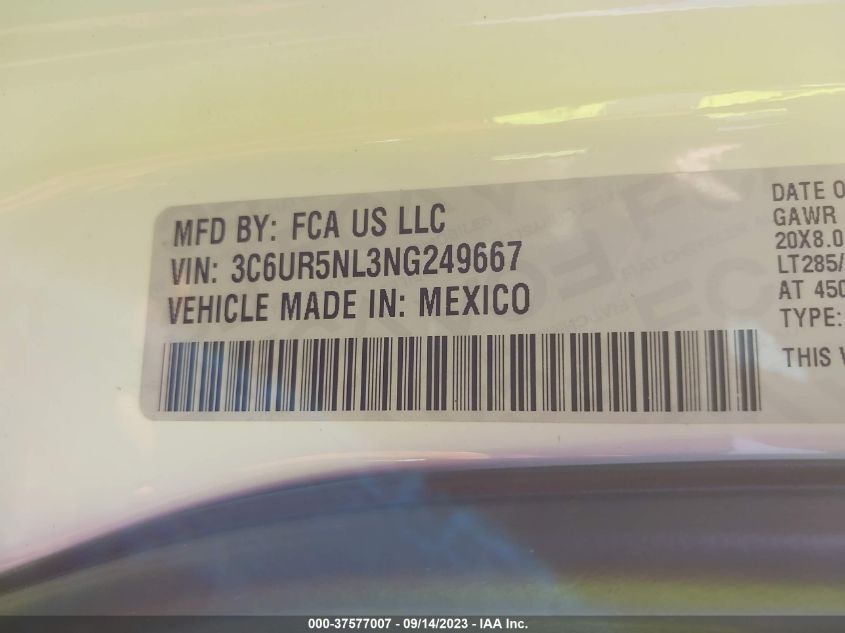 MFD BY: FCA US LLC
VIN: 3C6UR5NL3NG249667
VEHICLE MADE IN: MEXICO
DATE O
GAWR
20X8.0
LT285/
AT 450
TYPE:
THIS
000-37577007 - 09/14/2023 - IAA Inc.